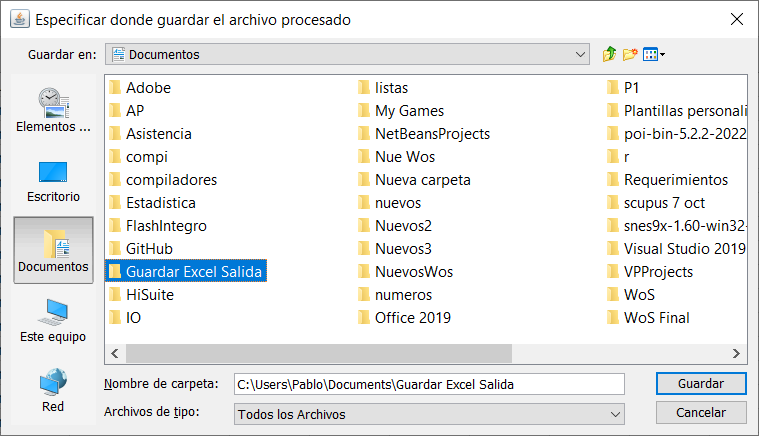 Especificar donde guardar el archivo procesado
Guardar en: Documentos
Elementos ...
Escritorio
Documentos
Este equipo
Red
Adobe
AP
Asistencia
compi
compiladores
Estadistica
FlashIntegro
GitHub
Guardar Excel Salida
HiSuite
IO
listas
My Games
NetBeansProjects
Nue Wos
Nueva carpeta
nuevos
Nuevos2
Nuevos3
NuevosWos
numeros
Office 2019
P1
Plantillas personali
poi-bin-5.2.2-2022
r
Requerimientos
scupus 7 oct
snes9x-1.60-win32-
Visual Studio 2019
VPProjects
WoS
WoS Final
Nombre de carpeta: C:\Users\Pablo\Documents\Guardar Excel Salida
Guardar
Archivos de tipo: Todos los Archivos
Cancelar